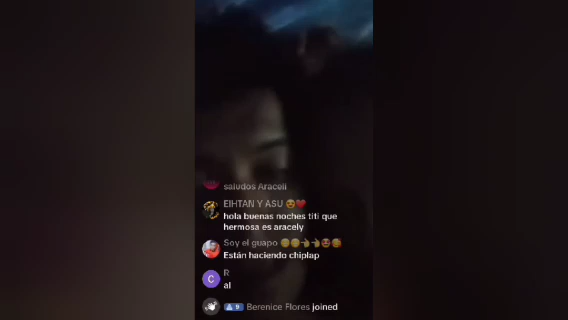 saludos Araceli
EIHTAN Y ASU 😍❤️
hola buenas noches titi que
hermosa es aracely
Soy el guapo
Están haciendo chiplap
R
C
al
9 Berenice Flores joined